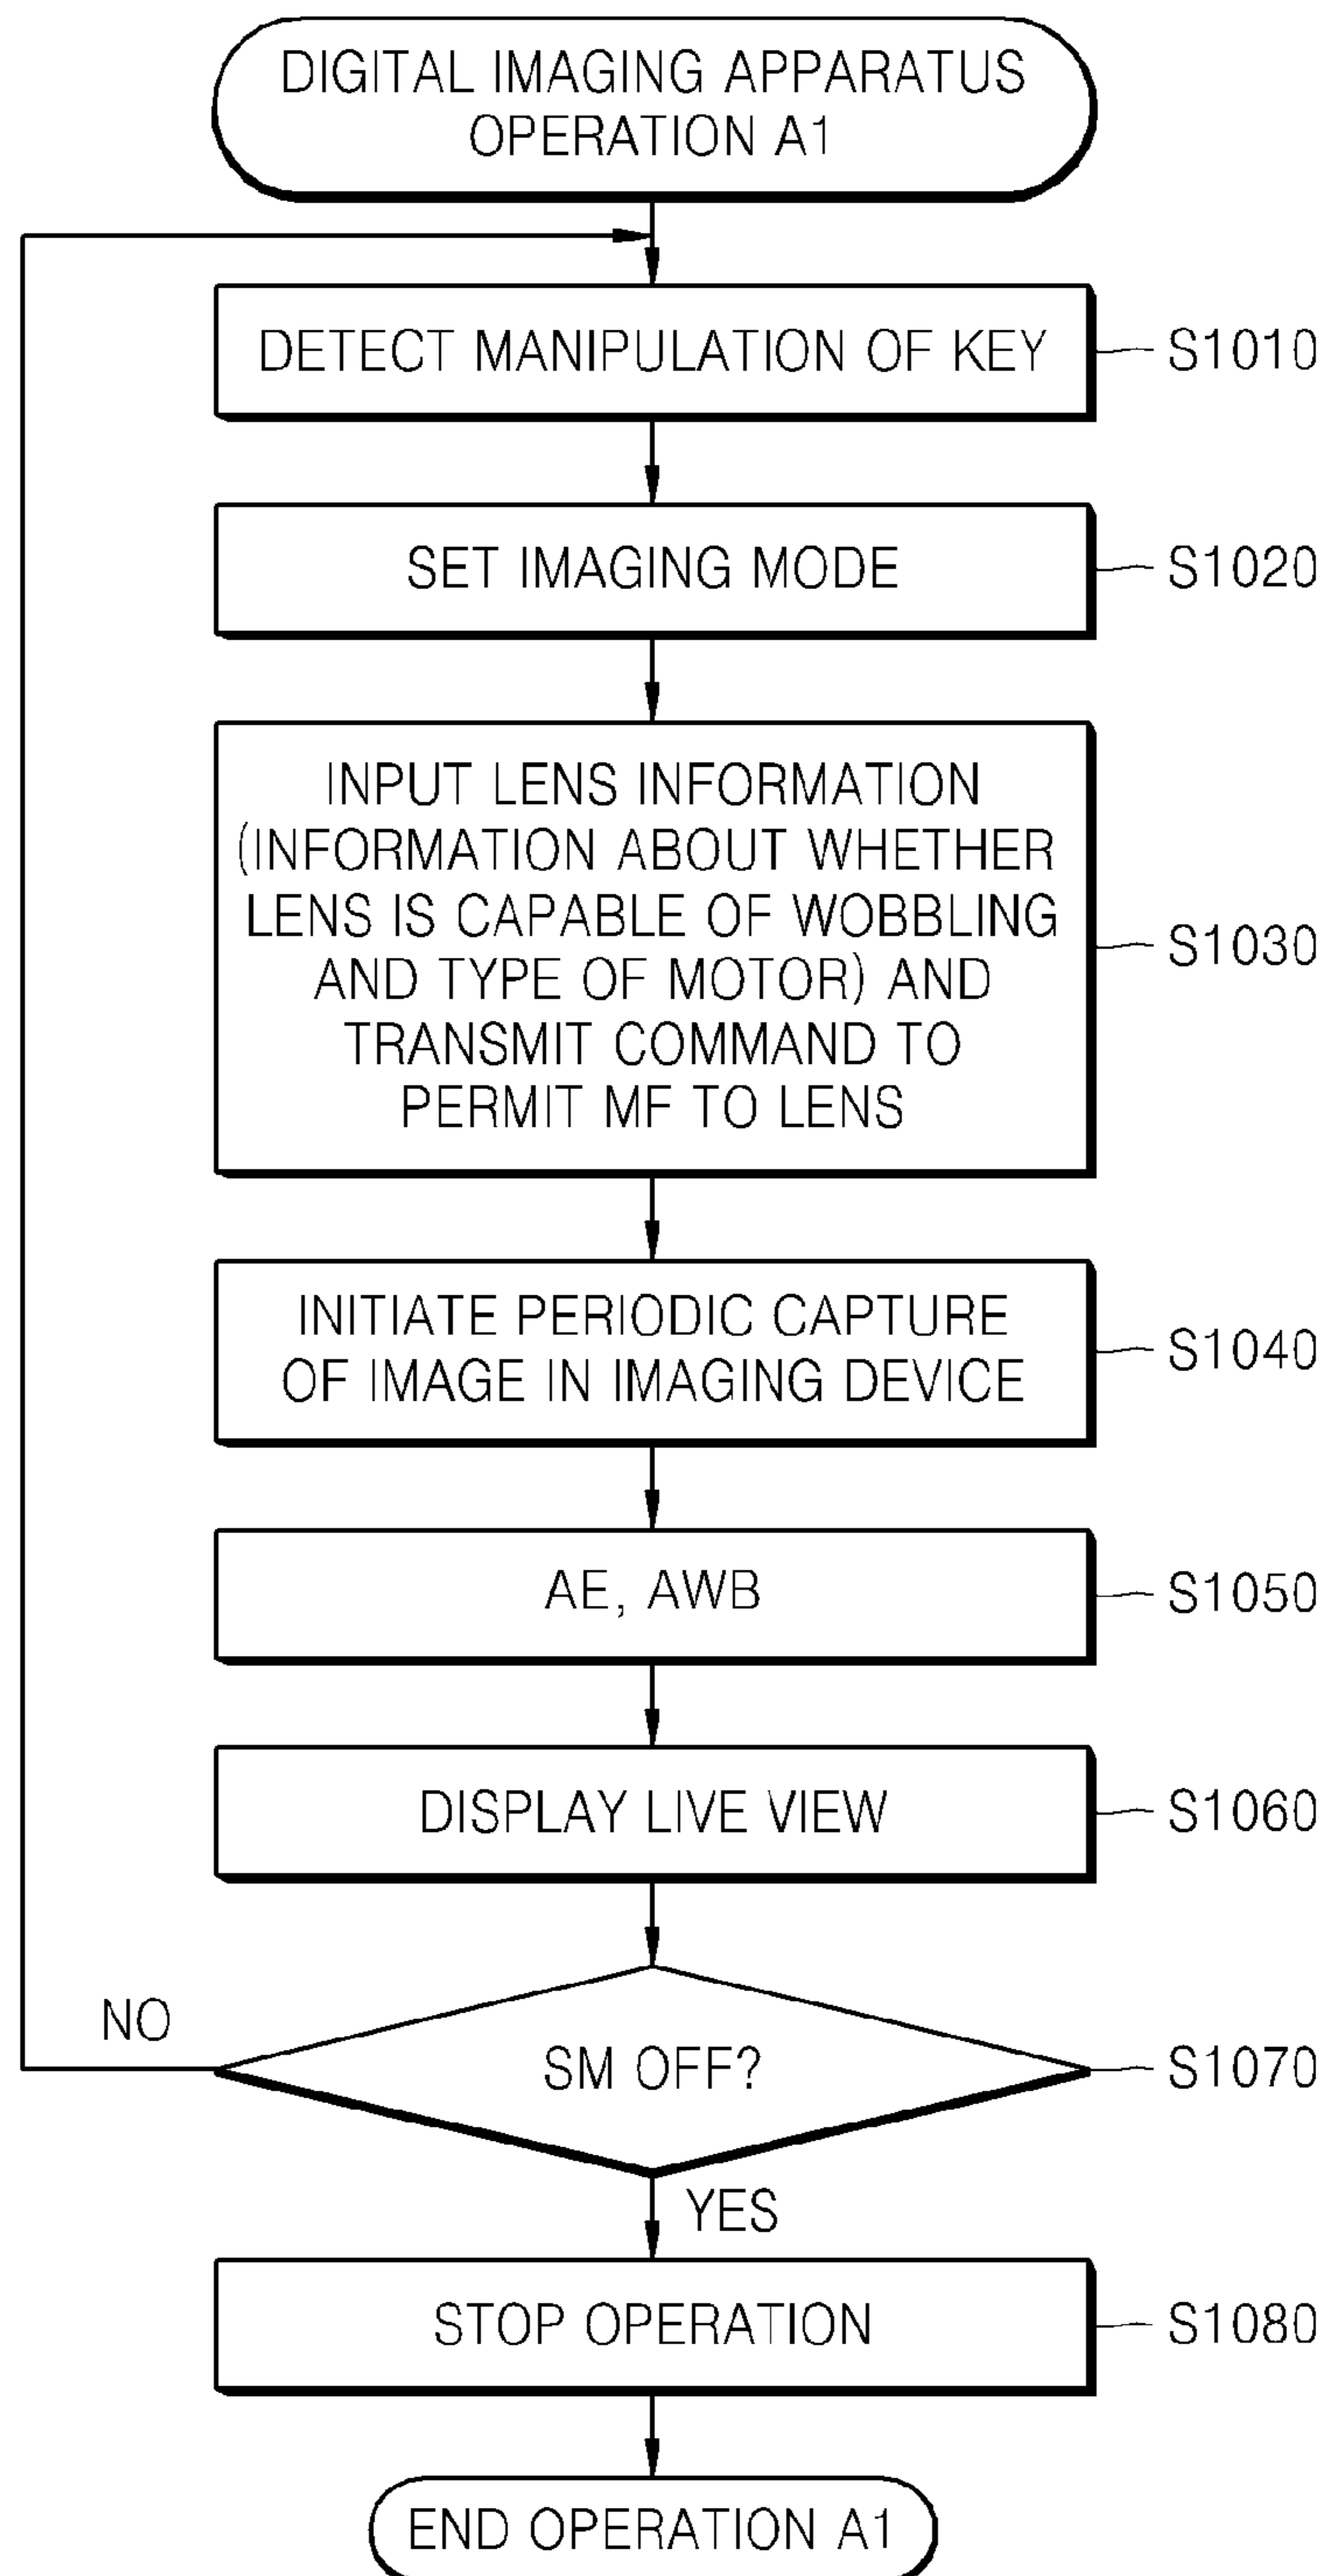 DIGITAL IMAGING APPARATUS
OPERATION A1
DETECT MANIPULATION OF KEY
S1010
SET IMAGING MODE
S1020
INPUT LENS INFORMATION
(INFORMATION ABOUT WHETHER
LENS IS CAPABLE OF WOBBLING
AND TYPE OF MOTOR) AND
TRANSMIT COMMAND TO
PERMIT MF TO LENS
S1030
INITIATE PERIODIC CAPTURE
OF IMAGE IN IMAGING DEVICE
S1040
AE, AWB
S1050
DISPLAY LIVE VIEW
S1060
NO
SM OFF?
S1070
YES
STOP OPERATION
S1080
END OPERATION A1